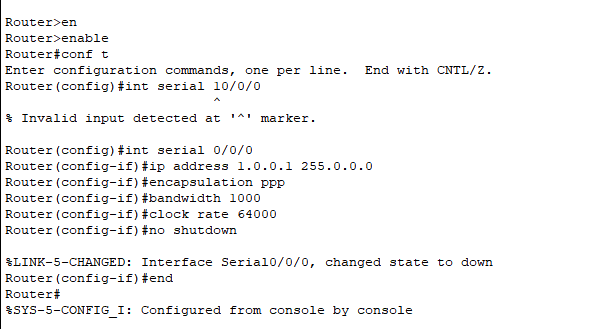 Router>en
Router>enable
Router#conf t
Enter configuration commands, one per line.  End with CNTL/Z.
Router(config)#int serial 10/0/0
^
% Invalid input detected at '^' marker.
Router(config)#int serial 0/0/0
Router(config-if)#ip address 1.0.0.1 255.0.0.0
Router(config-if)#encapsulation ppp
Router(config-if)#bandwidth 1000
Router(config-if)#clock rate 64000
Router(config-if)#no shutdown
%LINK-5-CHANGED: Interface Serial0/0/0, changed state to down
Router(config-if)#end
Router#
%SYS-5-CONFIG_I: Configured from console by console